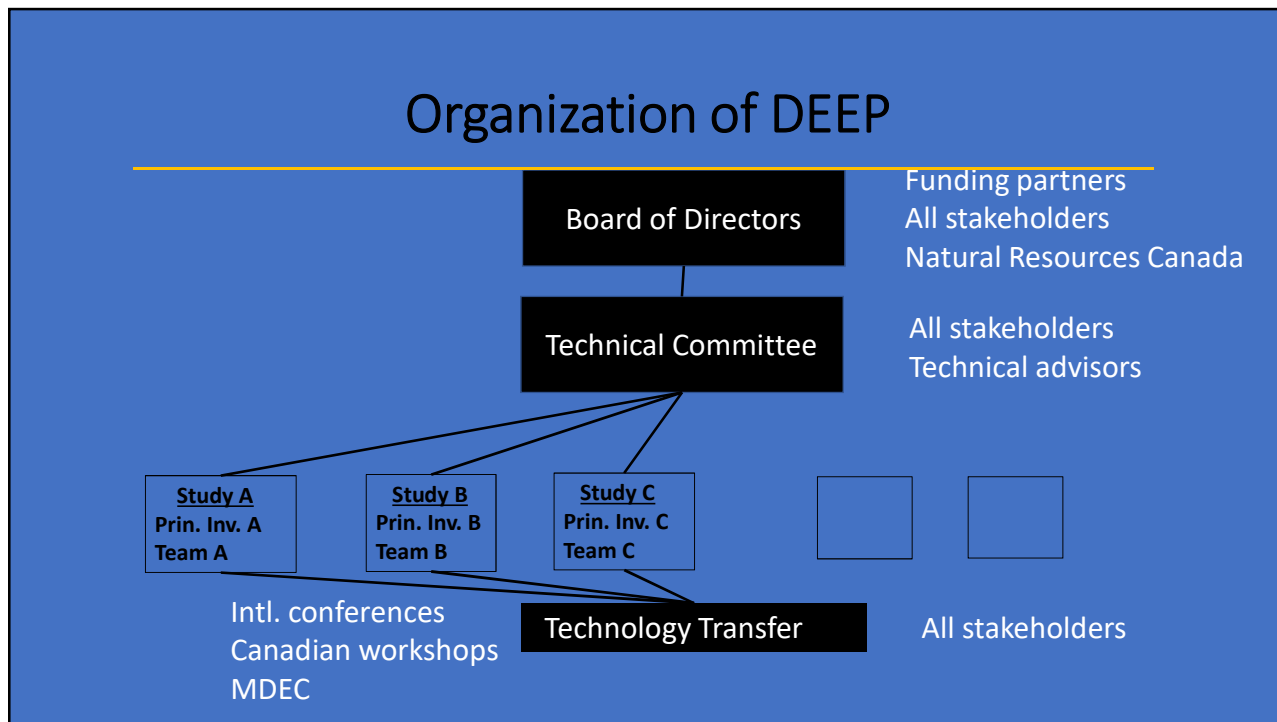 Organization of DEEP
Board of Directors
Funding partners
All stakeholders
Natural Resources Canada
Technical Committee
All stakeholders
Technical advisors
Study A
Prin. Inv. A
Team A
Study B
Prin. Inv. B
Team B
Study C
Prin. Inv. C
Team C
Intl. conferences
Canadian workshops
MDEC
Technology Transfer
All stakeholders